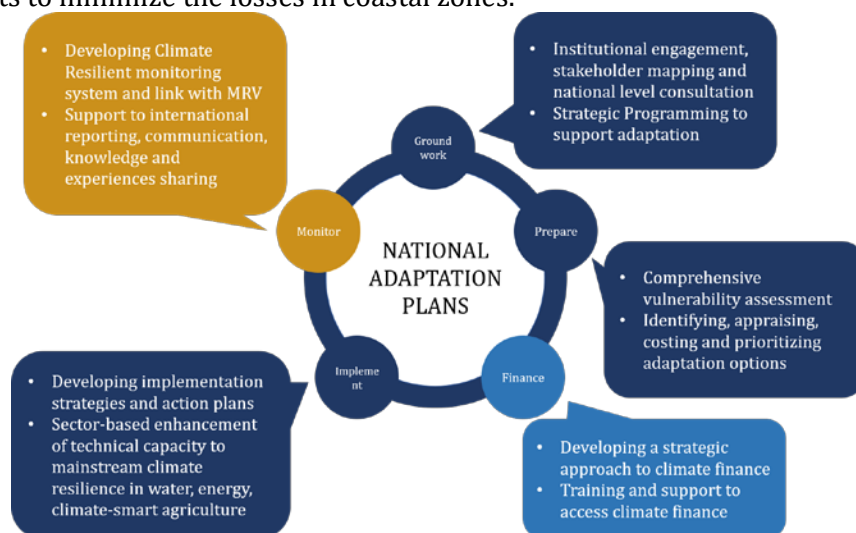 ts to minimize the losses in coastal zones.
• Developing Climate
Resilient monitoring
system and link with MRV
• Support to international
reporting, communication,
knowledge and
experiences sharing
• Institutional engagement,
stakeholder mapping and
national level consultation
• Strategic Programming to
support adaptation
Ground
work
Monitor
Prepare
NATIONAL
ADAPTATION
PLANS
• Comprehensive
vulnerability assessment
• Identifying, appraising,
costing and prioritizing
adaptation options
Impleme
nt
Finance
• Developing implementation
strategies and action plans
• Sector-based enhancement
of technical capacity to
mainstream climate
resilience in water, energy,
climate-smart agriculture
• Developing a strategic
approach to climate finance
• Training and support to
access climate finance